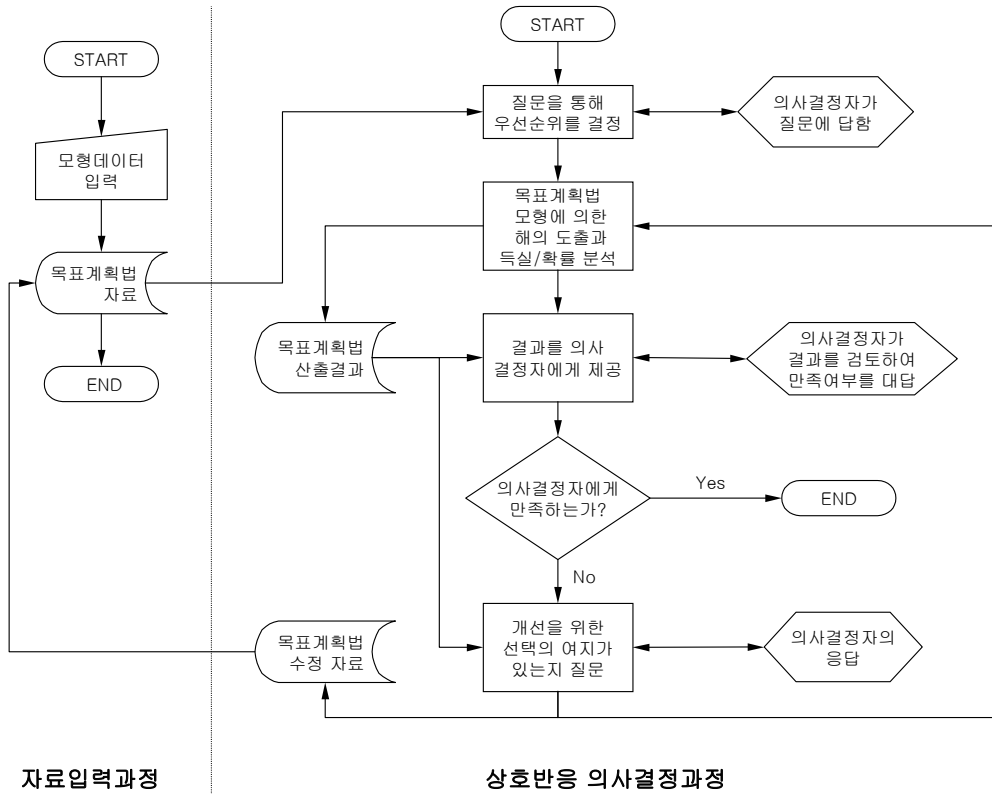 START
모형데이터
입력
목표계획법
자료
END
START
질문을 통해
우선순위를 결정
의사결정자가
질문에 답함
목표계획법
모형에 의한
해의 도출과
득실/확률 분석
목표계획법
산출결과
결과를 의사
결정자에게 제공
의사결정자가
결과를 검토하여
만족여부를 대답
의사결정자에게
만족하는가?
Yes
END
No
목표계획법
수정 자료
개선을 위한
선택의 여지가
있는지 질문
의사결정자의
응답
자료입력과정
상호반응 의사결정과정